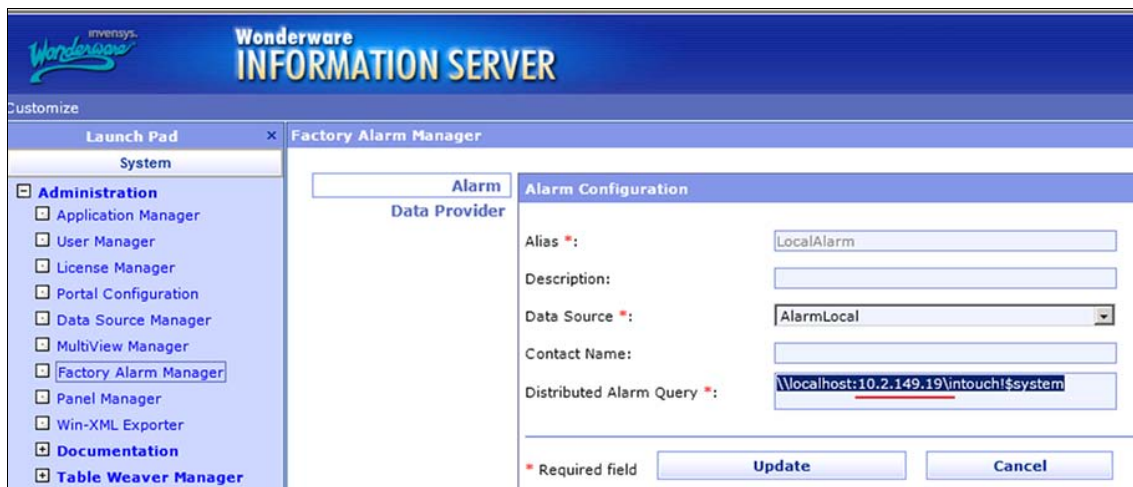 invensys.
Wonderware
Wonderware
INFORMATION SERVER
Customize
Launch Pad ×
System
Administration
Application Manager
User Manager
License Manager
Portal Configuration
Data Source Manager
MultiView Manager
Factory Alarm Manager
Panel Manager
Win-XML Exporter
Documentation
Table Weaver Manager
Factory Alarm Manager
Alarm
Data Provider
Alarm Configuration
Alias *:
LocalAlarm
Description:
Data Source *:
AlarmLocal
Contact Name:
Distributed Alarm Query *:
\\localhost:10.2.149.19\intouch!$system
* Required field
Update
Cancel